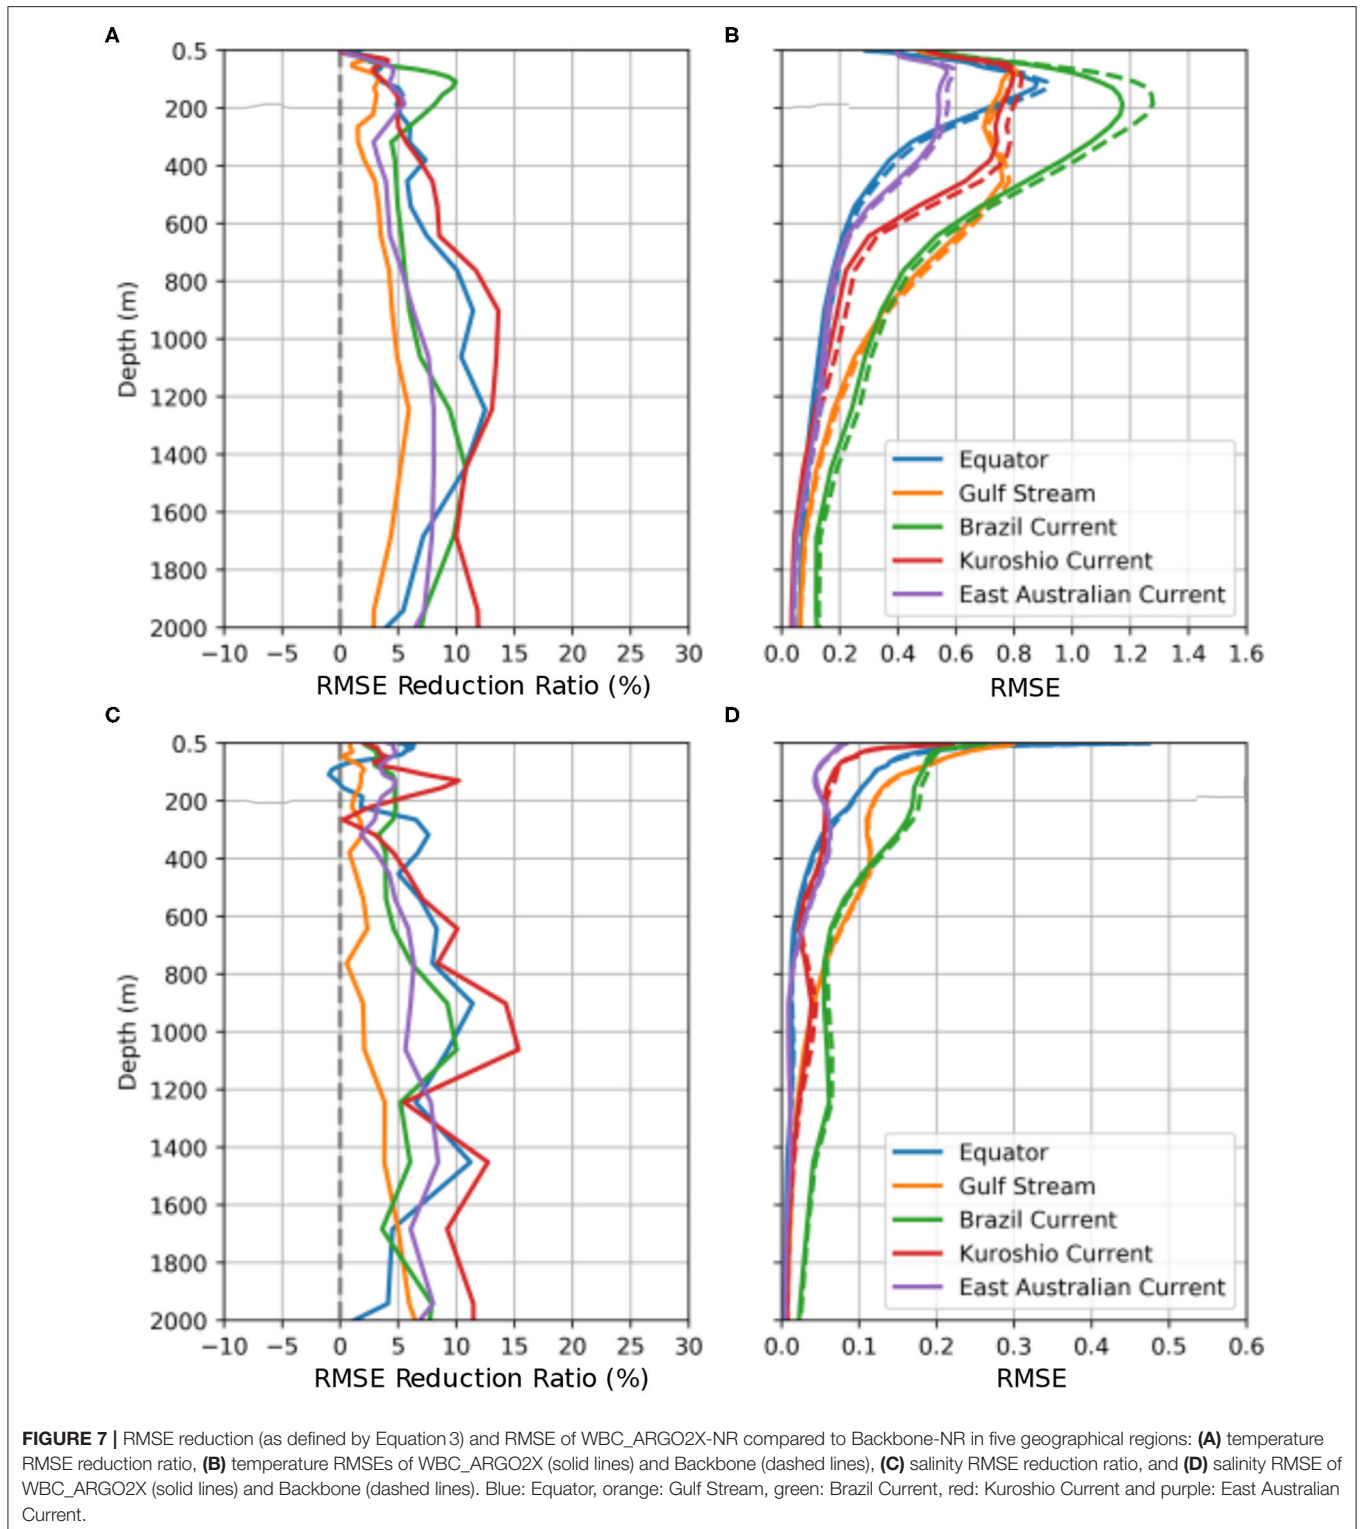 A
B
0.5
200
400
600
800
1000
1200
1400
1600
1800
2000
Depth (m)
−10 −5 0 5 10 15 20 25 30
RMSE Reduction Ratio (%)
Equator
Gulf Stream
Brazil Current
Kuroshio Current
East Australian Current
0.0 0.2 0.4 0.6 0.8 1.0 1.2 1.4 1.6
RMSE
C
D
0.5
200
400
600
800
1000
1200
1400
1600
1800
2000
Depth (m)
−10 −5 0 5 10 15 20 25 30
RMSE Reduction Ratio (%)
Equator
Gulf Stream
Brazil Current
Kuroshio Current
East Australian Current
0.0 0.1 0.2 0.3 0.4 0.5 0.6
RMSE
FIGURE 7 | RMSE reduction (as defined by Equation 3) and RMSE of WBC_ARGO2X-NR compared to Backbone-NR in five geographical regions: (A) temperature
RMSE reduction ratio, (B) temperature RMSEs of WBC_ARGO2X (solid lines) and Backbone (dashed lines), (C) salinity RMSE reduction ratio, and (D) salinity RMSE of
WBC_ARGO2X (solid lines) and Backbone (dashed lines). Blue: Equator, orange: Gulf Stream, green: Brazil Current, red: Kuroshio Current and purple: East Australian
Current.